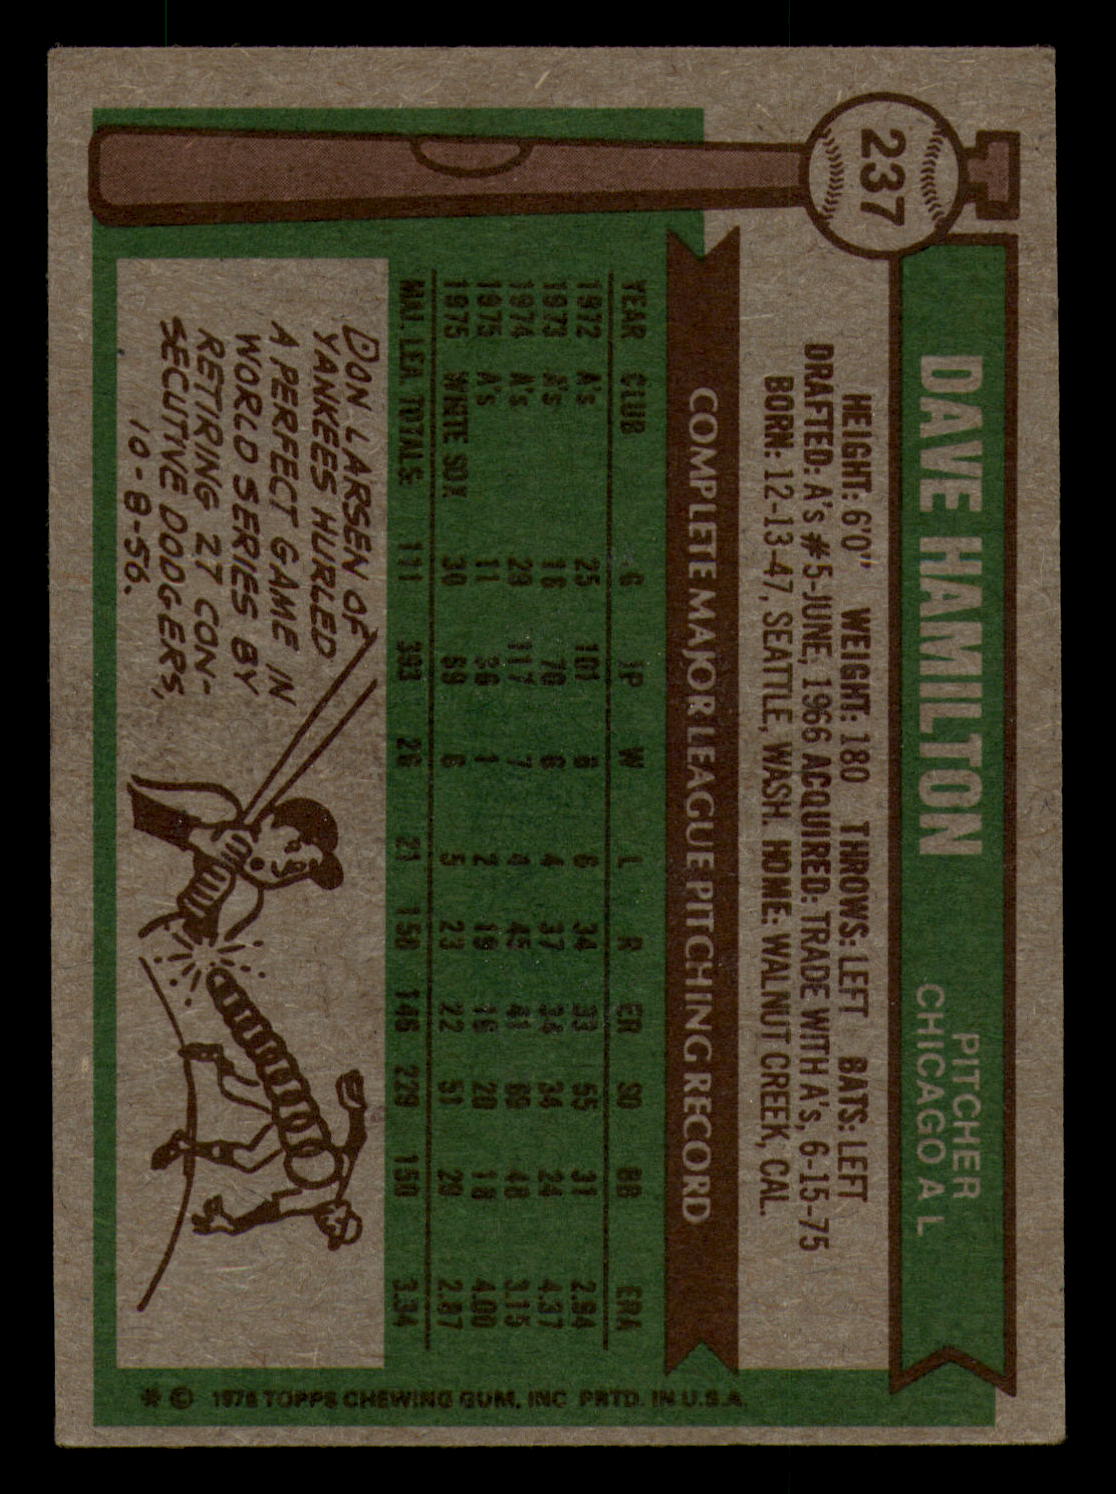 237
DAVE HAMILTON
PITCHER
CHICAGO A L
HEIGHT: 6'0" WEIGHT: 180 THROWS: LEFT BATS: LEFT
DRAFTED: A's #5-JUNE, 1966 ACQUIRED: TRADE WITH A's, 6-15-75
BORN: 12-13-47, SEATTLE, WASH. HOME: WALNUT CREEK, CAL.
COMPLETE MAJOR LEAGUE PITCHING RECORD
YEAR CLUB G IP W L R ER SO BB ERA
1972 A's 25 101 6 6 34 33 55 31 2.94
1973 A's 16 70 6 4 37 34 34 24 4.37
1974 A's 29 117 7 4 45 41 69 48 3.15
1975 A's 11 36 1 2 19 16 20 18 4.00
1975 WHITE SOX 30 69 6 5 23 22 51 29 2.87
MAJ. LEA. TOTALS: 111 393 26 21 158 146 229 150 3.34
DON LARSEN OF
YANKEES HURLED
A PERFECT GAME IN
WORLD SERIES BY
RETIRING 27 CON-
SECUTIVE DODGERS,
10-8-56.
* © 1976 TOPPS CHEWING GUM, INC PRTD. IN U.S.A.